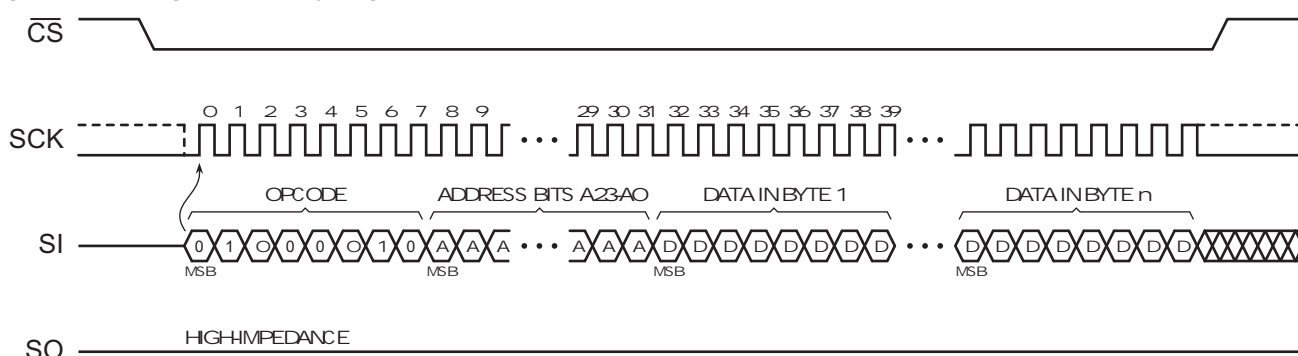 CS
0 1 2 3 4 5 6 7 8 9 29 30 31 32 33 34 35 36 37 38 39
SCK
OPCODE ADDRESS BITS A23-A0 DATA IN BYTE 1 DATA IN BYTE n
SI 0 1 0 0 0 0 1 0 A A A A A A D D D D D D D D D D D D D D D D
MSB MSB MSB MSB
HIGH-IMPEDANCE
SO